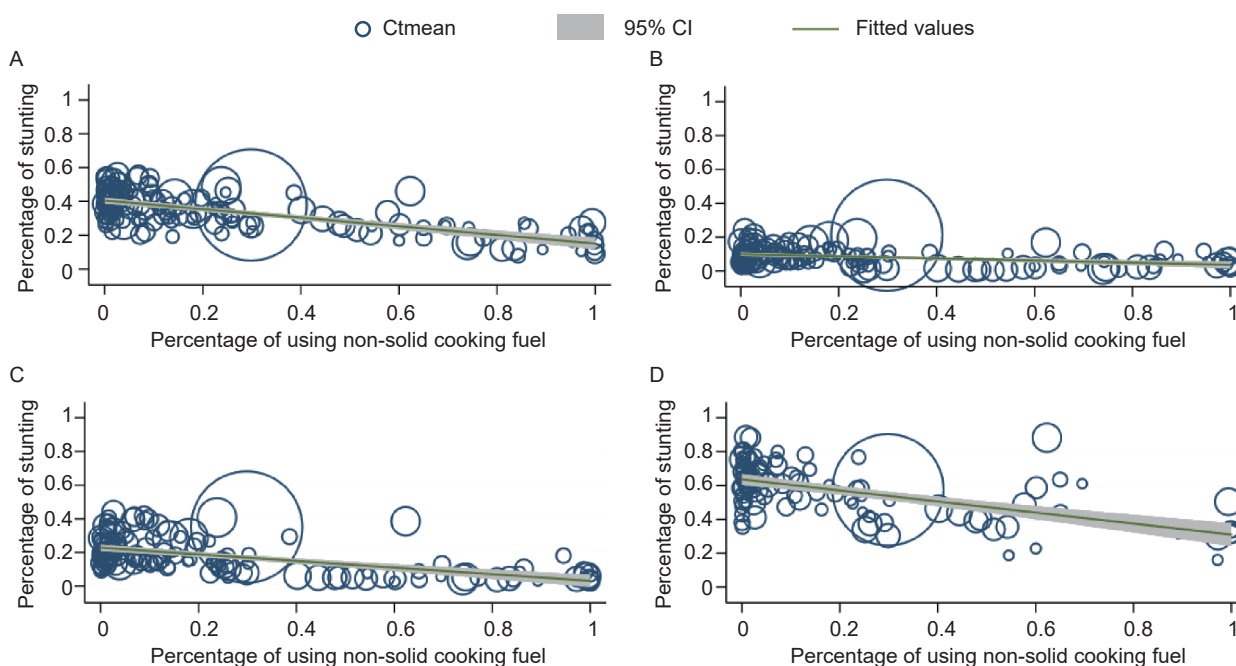 Ctmean 95% CI Fitted values
A
Percentage of stunting
1
0.8
0.6
0.4
0.2
0
0 0.2 0.4 0.6 0.8 1
Percentage of using non-solid cooking fuel
B
Percentage of stunting
1
0.8
0.6
0.4
0.2
0
0 0.2 0.4 0.6 0.8 1
Percentage of using non-solid cooking fuel
C
Percentage of stunting
1
0.8
0.6
0.4
0.2
0
0 0.2 0.4 0.6 0.8 1
Percentage of using non-solid cooking fuel
D
Percentage of stunting
1
0.8
0.6
0.4
0.2
0
0 0.2 0.4 0.6 0.8 1
Percentage of using non-solid cooking fuel